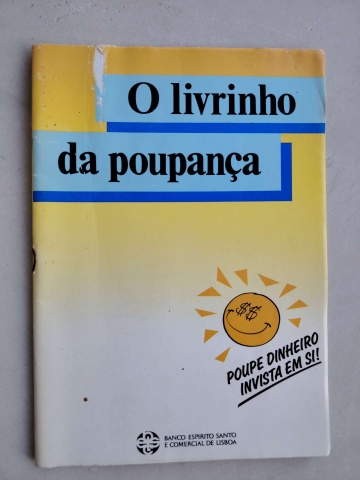 O livrinho
da poupança
$$
POUPE DINHEIRO
INVISTA EM SI!
BANCO ESPIRITO SANTO
E COMERCIAL DE LISBOA